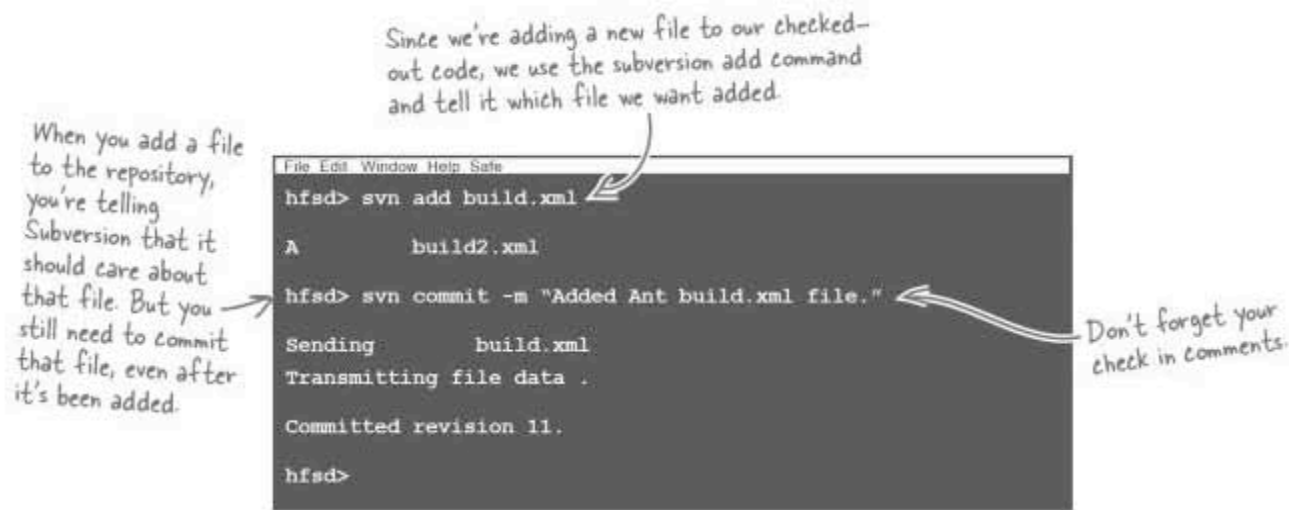 Since we're adding a new file to our checked-
out code, we use the subversion add command
and tell it which file we want added.
When you add a file
to the repository,
you're telling
Subversion that it
should care about
that file. But you
still need to commit
that file, even after
it's been added.
File Edit Window Help Safe
hfsd> svn add build.xml
A build2.xml
hfsd> svn commit -m "Added Ant build.xml file."
Sending build.xml
Transmitting file data .
Committed revision 11.
hfsd>
Don't forget your
check in comments.